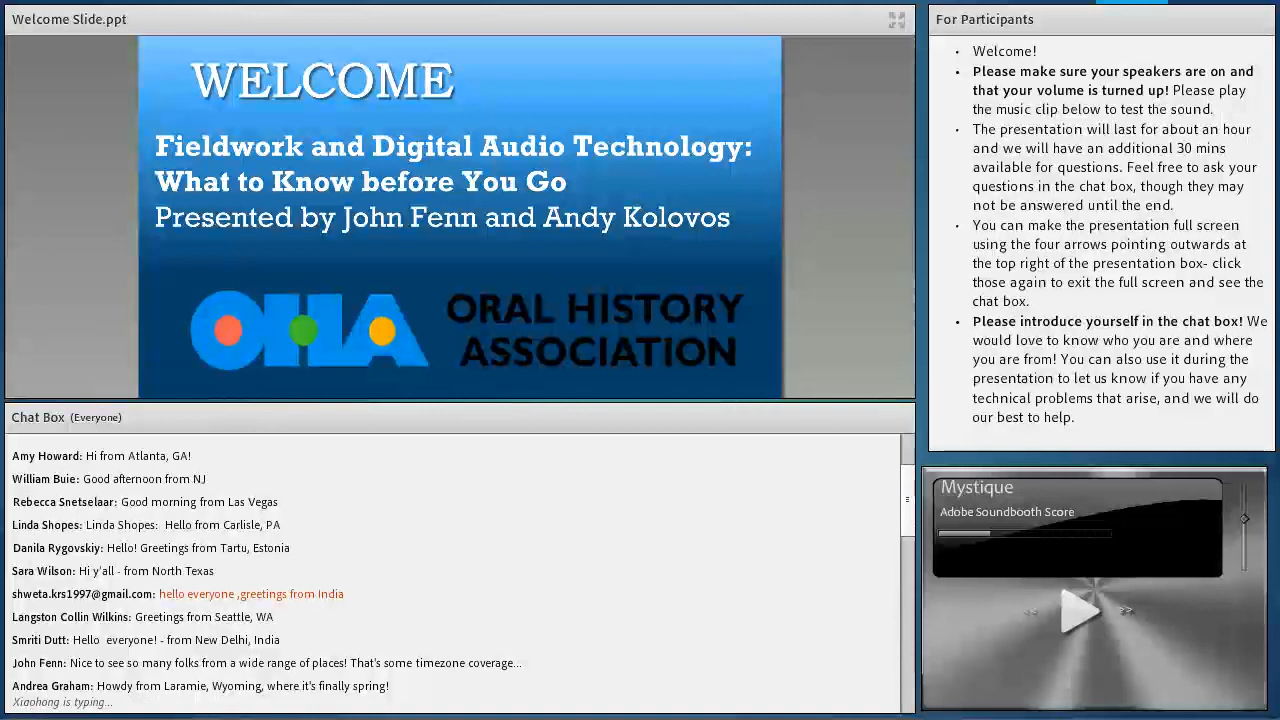 Welcome Slide.ppt
WELCOME
Fieldwork and Digital Audio Technology:
What to Know before You Go
Presented by John Fenn and Andy Kolovos
OHA ORAL HISTORY
ASSOCIATION
Chat Box (Everyone)
Amy Howard: Hi from Atlanta, GA!
William Buie: Good afternoon from NJ
Rebecca Snetselaar: Good morning from Las Vegas
Linda Shopes: Linda Shopes:  Hello from Carlisle, PA
Danila Rygovskiy: Hello! Greetings from Tartu, Estonia
Sara Wilson: Hi y'all - from North Texas
shweta.krs1997@gmail.com: hello everyone ,greetings from India
Langston Collin Wilkins: Greetings from Seattle, WA
Smriti Dutt: Hello  everyone! - from New Delhi, India
John Fenn: Nice to see so many folks from a wide range of places! That's some timezone coverage...
Andrea Graham: Howdy from Laramie, Wyoming, where it's finally spring!
Xiaohong is typing...
For Participants
• Welcome!
• Please make sure your speakers are on and
that your volume is turned up! Please play
the music clip below to test the sound.
• The presentation will last for about an hour
and we will have an additional 30 mins
available for questions. Feel free to ask your
questions in the chat box, though they may
not be answered until the end.
• You can make the presentation full screen
using the four arrows pointing outwards at
the top right of the presentation box- click
those again to exit the full screen and see the
chat box.
• Please introduce yourself in the chat box! We
would love to know who you are and where
you are from! You can also use it during the
presentation to let us know if you have any
technical problems that arise, and we will do
our best to help.
Mystique
Adobe Soundbooth Score